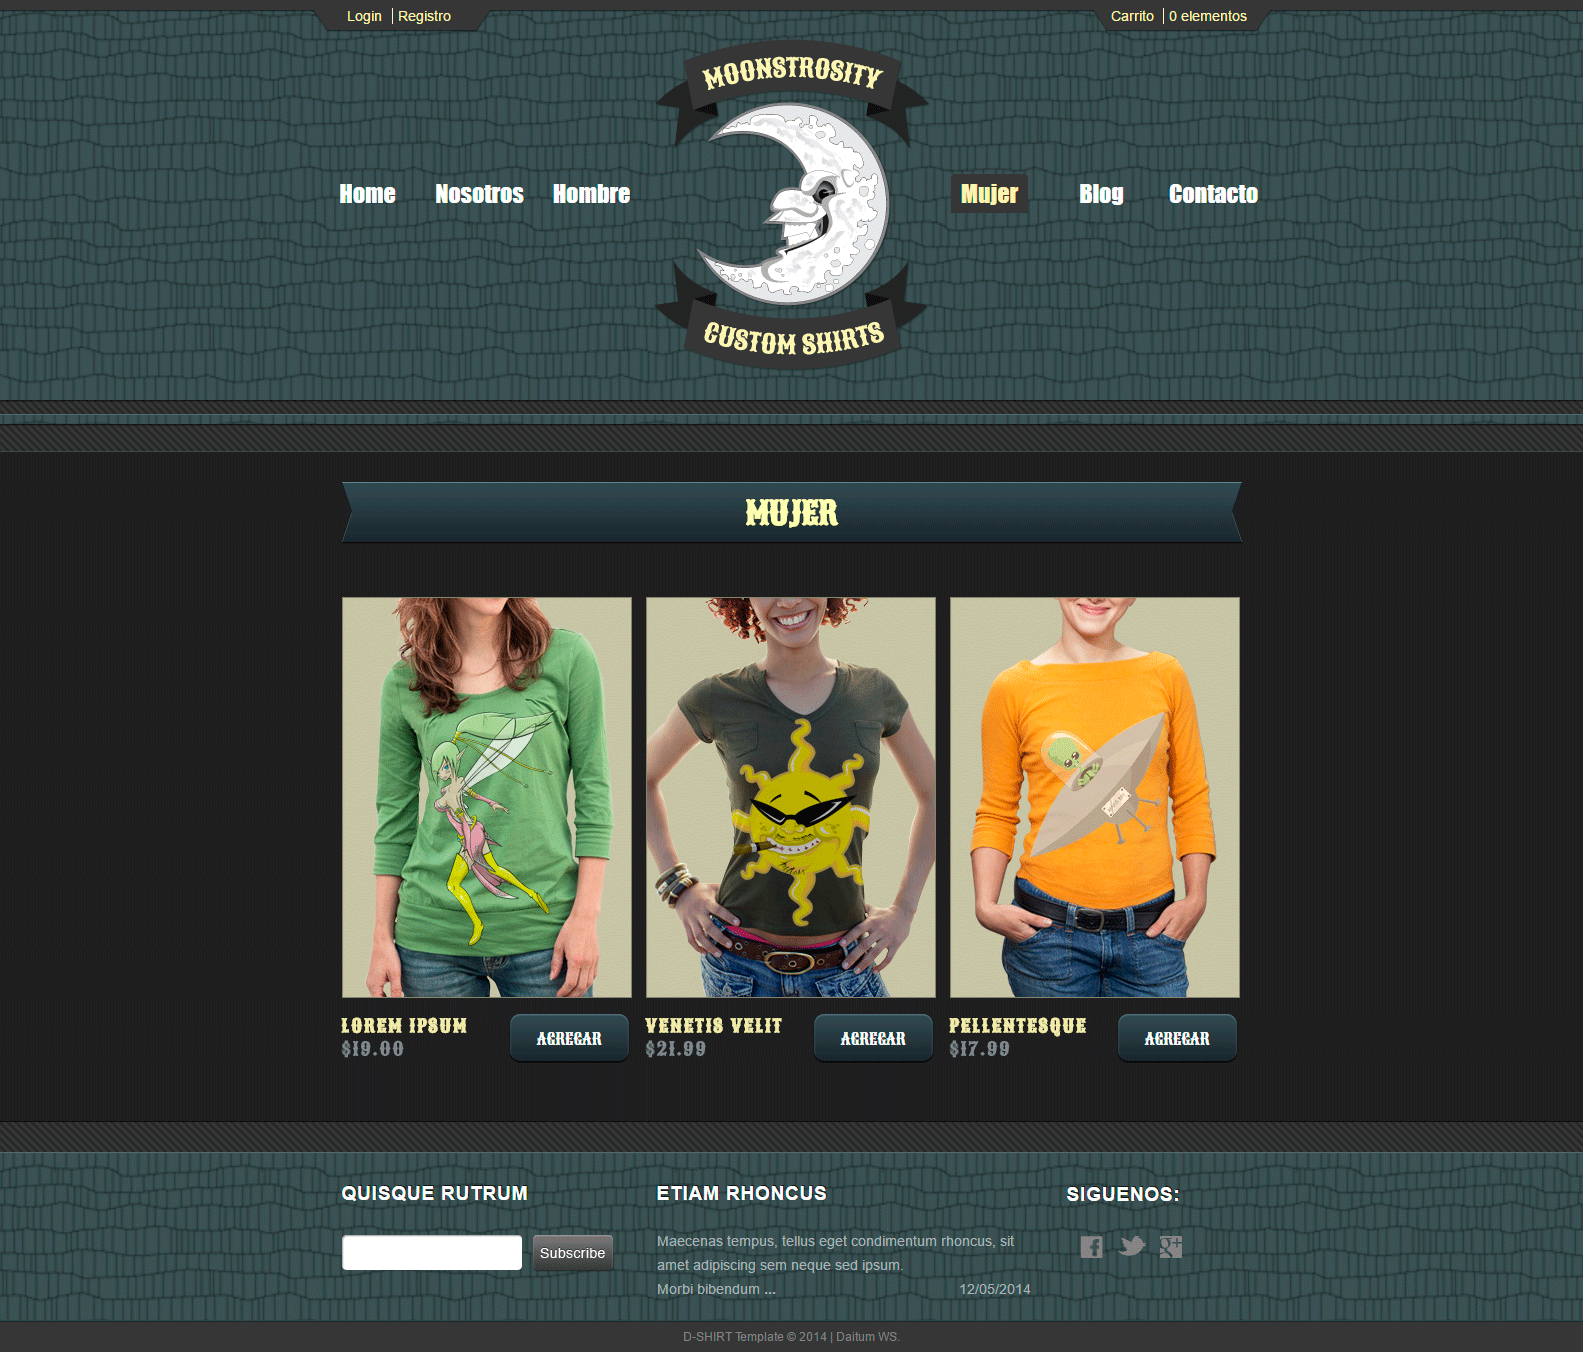 Login | Registro
Carrito | 0 elementos
MOONSTROSITY
Home
Nosotros
Hombre
Mujer
Blog
Contacto
CUSTOM SHIRTS
MUJER
LOREM IPSUM
$19.00
AGREGAR
VENETIS VELIT
$21.99
AGREGAR
PELLENTESQUE
$17.99
AGREGAR
QUISQUE RUTRUM
Subscribe
ETIAM RHONCUS
Maecenas tempus, tellus eget condimentum rhoncus, sit
amet adipiscing sem neque sed ipsum.
Morbi bibendum ...
12/05/2014
SIGUENOS:
D-SHIRT Template © 2014 | Daitum WS.